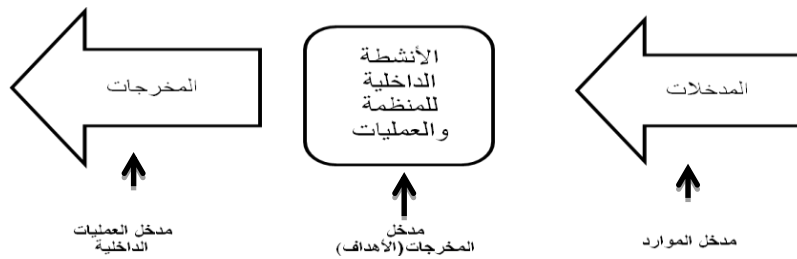 المدخلات
الأنشطة
الداخلية
للمنظمة
والعمليات
المخرجات
مدخل الموارد
مدخل
المخرجات(الأهداف)
مدخل العمليات
الداخلية